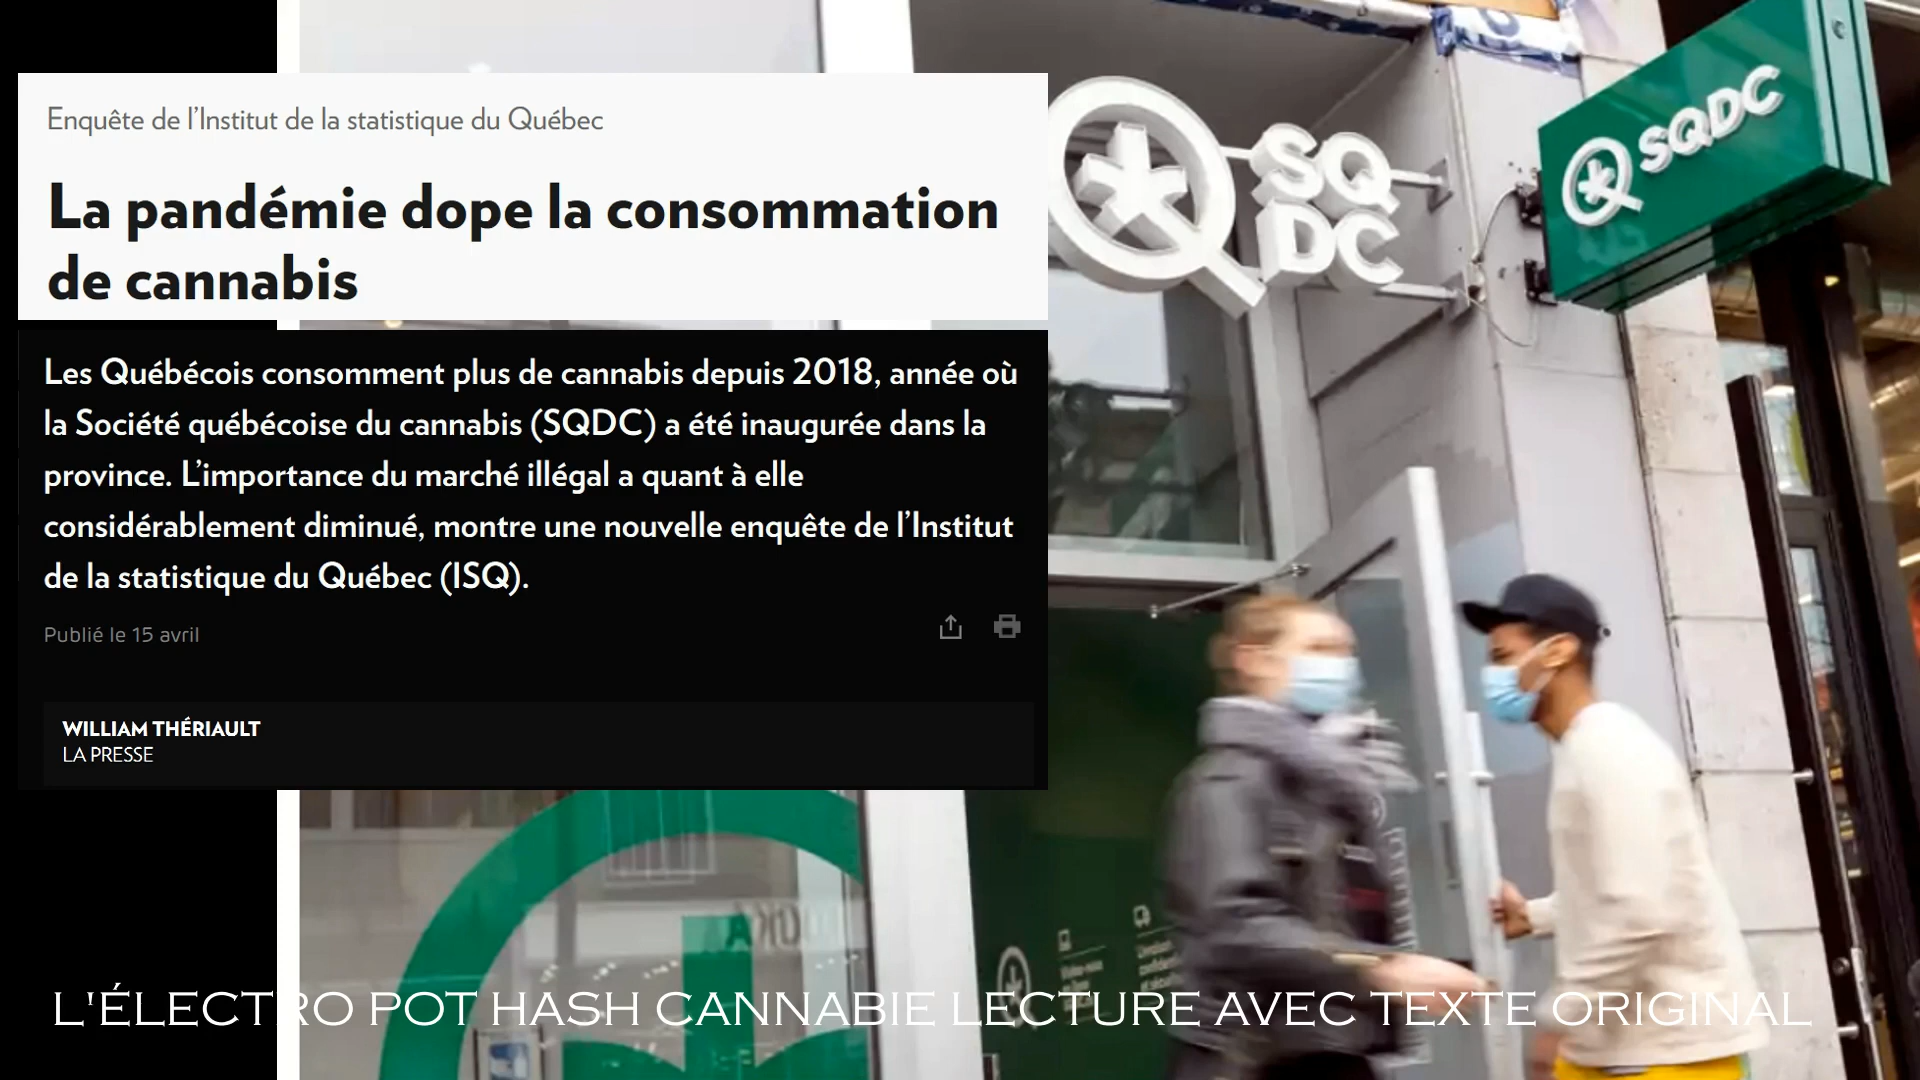 Enquête de l'Institut de la statistique du Québec
La pandémie dope la consommation
de cannabis
Les Québécois consomment plus de cannabis depuis 2018, année où
la Société québécoise du cannabis (SQDC) a été inaugurée dans la
province. L'importance du marché illégal a quant à elle
considérablement diminué, montre une nouvelle enquête de l'Institut
de la statistique du Québec (ISQ).
Publié le 15 avril
WILLIAM THÉRIAULT
LA PRESSE
SQ
DC
SQDC
L'ÉLECTRO POT HASH CANNABIE LECTURE AVEC TEXTE ORIGINAL